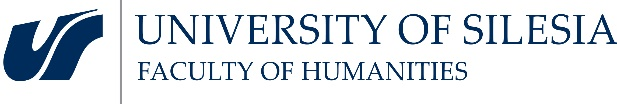 UNIVERSITY OF SILESIA
FACULTY OF HUMANITIES